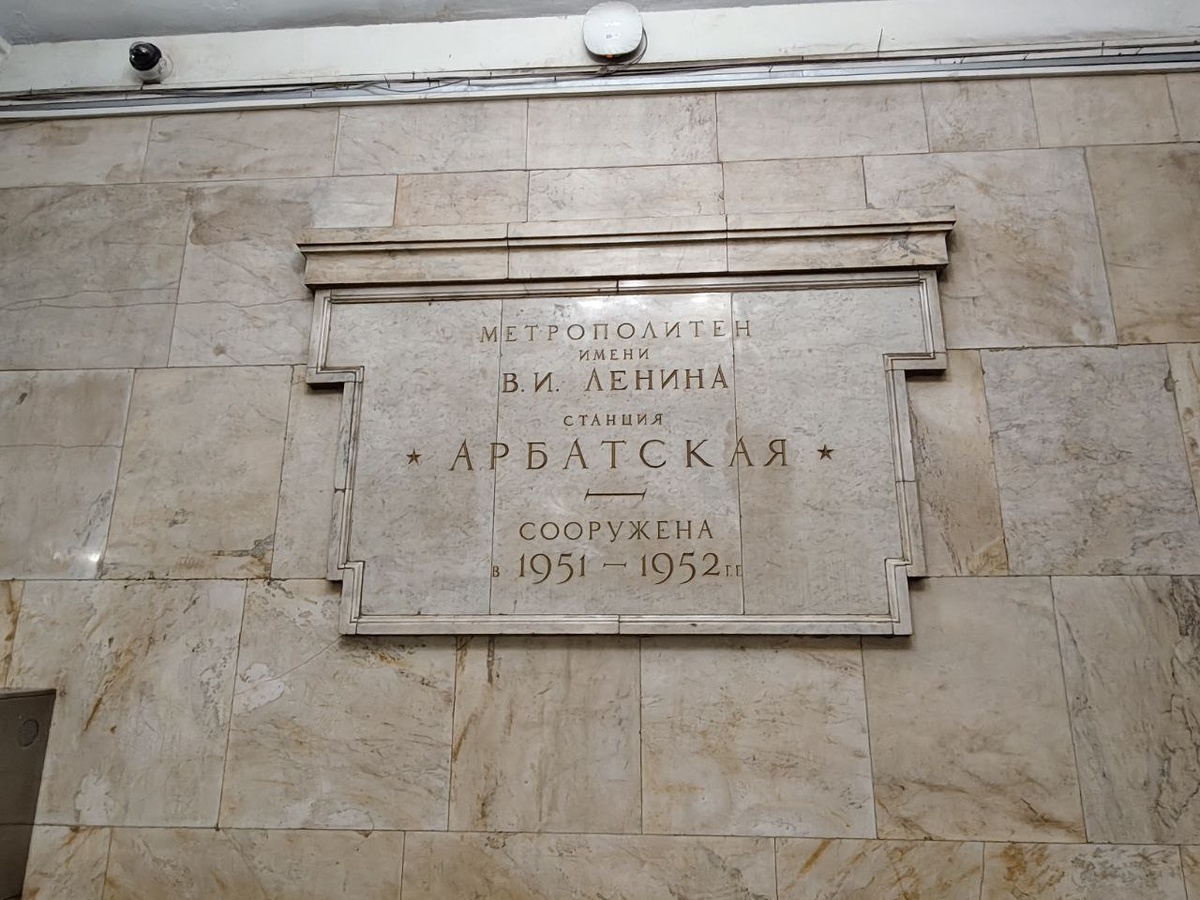 МЕТРОПОЛИТЕН
ИМЕНИ
В.И. ЛЕНИНА
СТАНЦИЯ
★ АРБАТСКАЯ ★
СООРУЖЕНА
В 1951 — 1952 Г.Г.